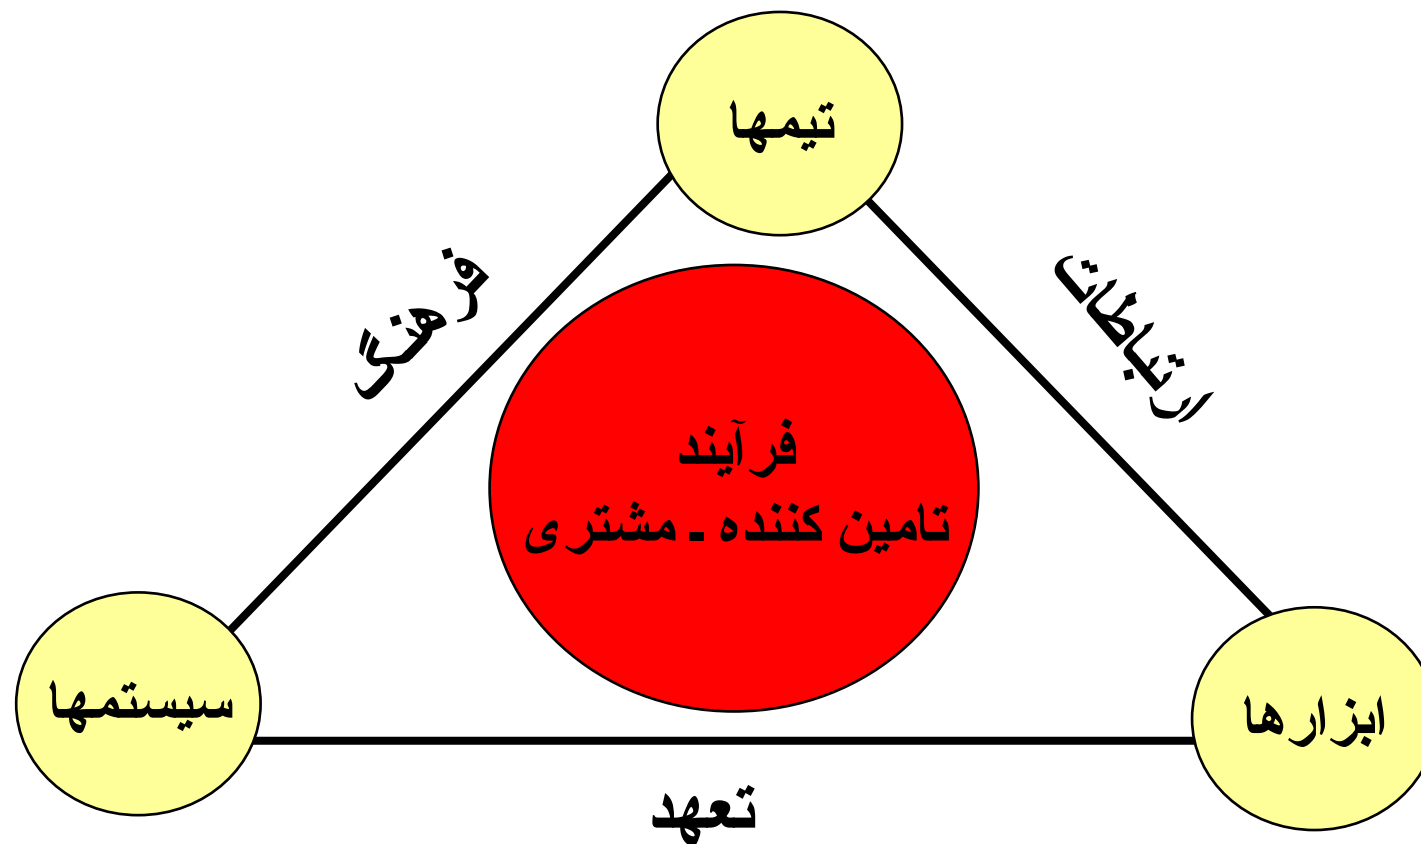 تیمها
فرهنگ
ارتباطات
فرآیند
تامین کننده - مشتری
سیستمها
ابزارها
تعهد